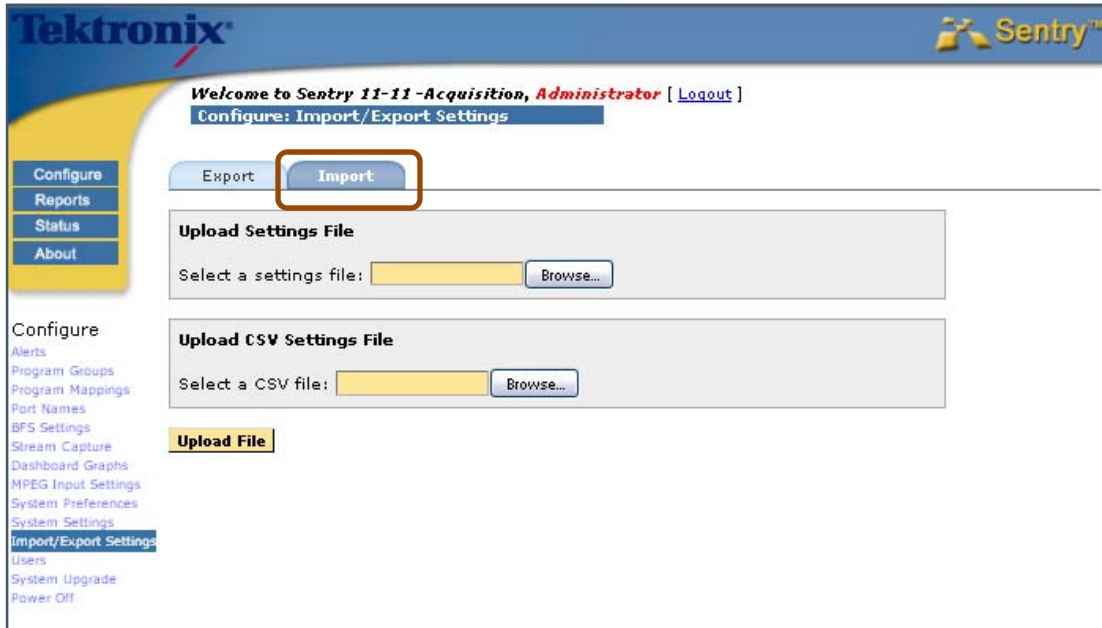 Tektronix®
Sentry™
Welcome to Sentry 11-11 -Acquisition, Administrator [ Logout ]
Configure: Import/Export Settings
Configure
Reports
Status
About
Export
Import
Upload Settings File
Select a settings file:
Browse...
Upload CSV Settings File
Select a CSV file:
Browse...
Upload File
Configure
Alerts
Program Groups
Program Mappings
Port Names
BFS Settings
Stream Capture
Dashboard Graphs
MPEG Input Settings
System Preferences
System Settings
Import/Export Settings
Users
System Upgrade
Power Off